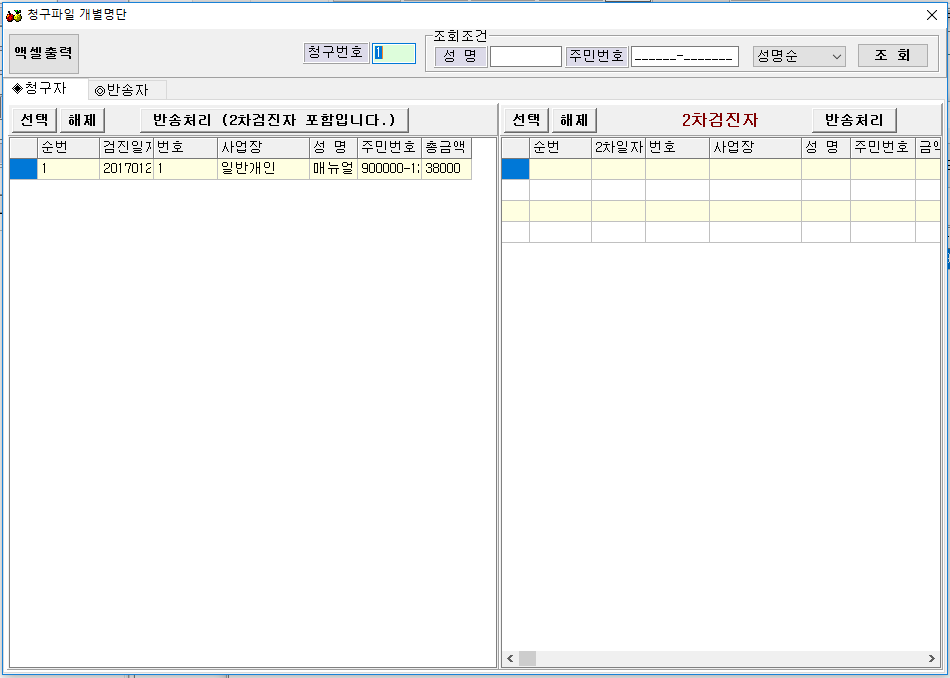 청구파일 개별명단
엑셀출력
청구번호 1
조회조건
성 명 주민번호 ______-_______ 성명순 조 회
◈청구자 ◎반송자
선택 해제 반송처리 (2차검진자 포함입니다.)
순번 검진일자 번호 사업장 성 명 주민번호 총금액
1 2017012 1 일반개인 매뉴얼 900000-1 38000
선택 해제 2차검진자 반송처리
순번 2차일자 번호 사업장 성 명 주민번호 금액